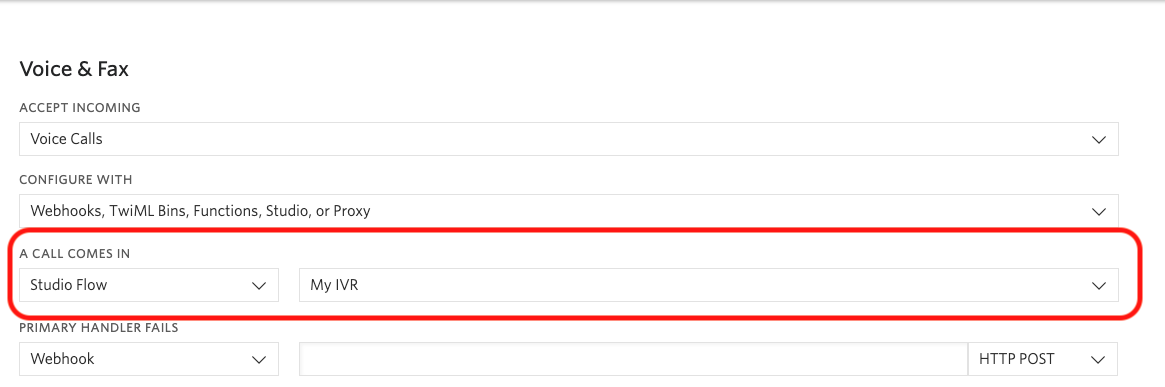 Voice & Fax
ACCEPT INCOMING
Voice Calls
CONFIGURE WITH
Webhooks, TwiML Bins, Functions, Studio, or Proxy
A CALL COMES IN
Studio Flow My IVR
PRIMARY HANDLER FAILS
Webhook HTTP POST